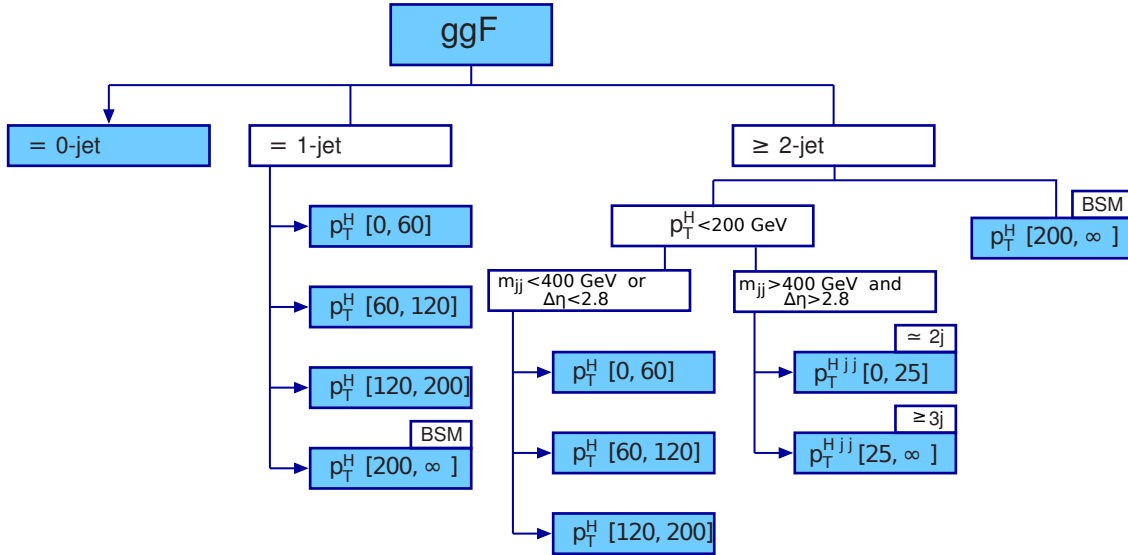 ggF
= 0-jet
= 1-jet
≥ 2-jet
p_T^H [0, 60]
p_T^H [60, 120]
p_T^H [120, 200]
BSM
p_T^H [200, ∞ ]
p_T^H <200 GeV
BSM
p_T^H [200, ∞ ]
m_jj <400 GeV or
Δη<2.8
m_jj >400 GeV and
Δη>2.8
p_T^H [0, 60]
p_T^H [60, 120]
p_T^H [120, 200]
≃ 2j
p_T^{H j j} [0, 25]
≥3j
p_T^{H j j} [25, ∞ ]